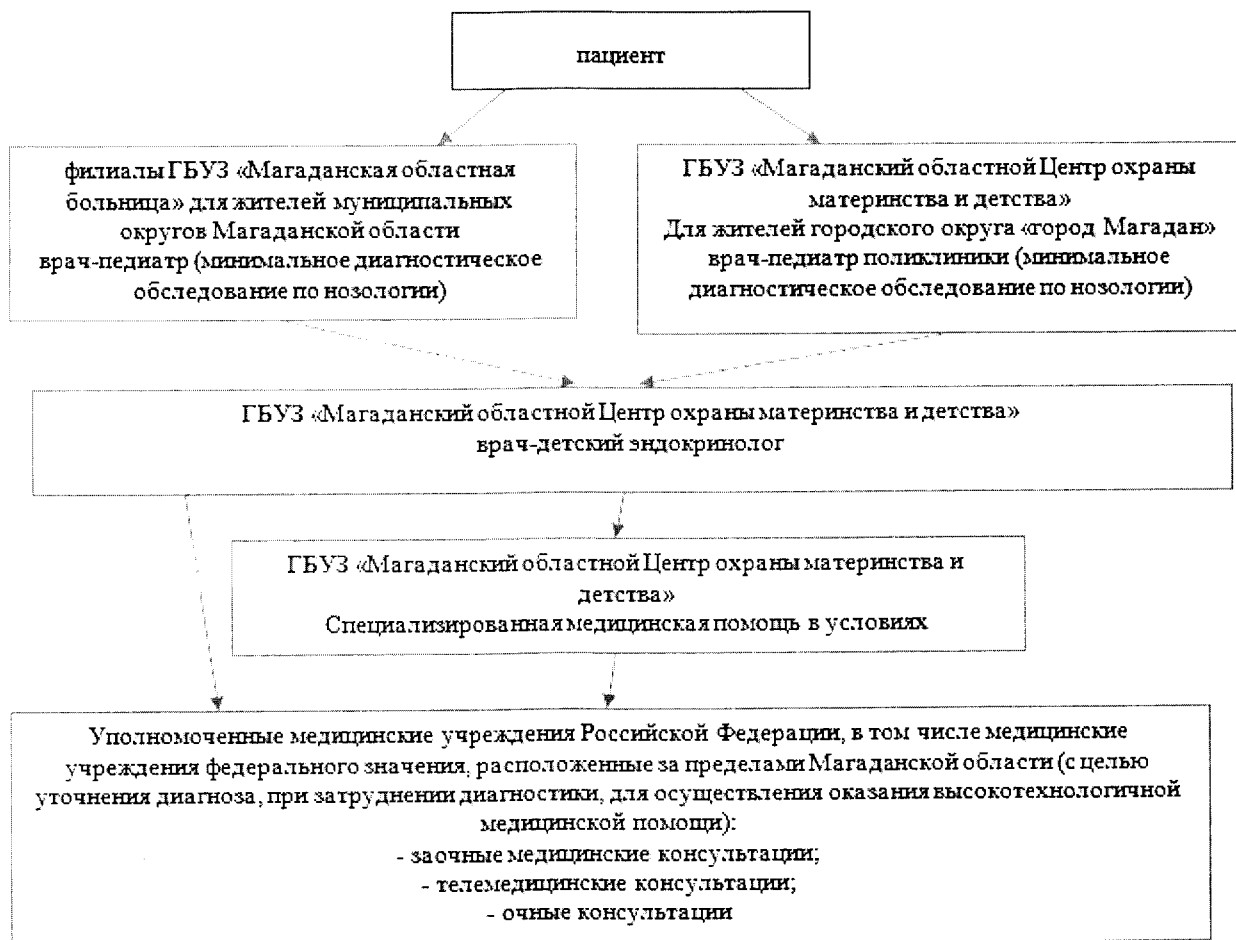 пациент
филиалы ГБУЗ «Магаданская областная
больница» для жителей муниципальных
округов Магаданской области
врач-педиатр (минимальное диагностическое
обследование по нозологии)
ГБУЗ «Магаданский областной Центр охраны
материнства и детства»
Для жителей городского округа «город Магадан»
врач-педиатр поликлиники (минимальное
диагностическое обследование по нозологии)
ГБУЗ «Магаданский областной Центр охраны материнства и детства»
врач-детский эндокринолог
ГБУЗ «Магаданский областной Центр охраны материнства и
детства»
Специализированная медицинская помощь в условиях
Уполномоченные медицинские учреждения Российской Федерации, в том числе медицинские
учреждения федерального значения, расположенные за пределами Магаданской области (с целью
уточнения диагноза, при затруднении диагностики, для осуществления оказания высокотехнологичной
медицинской помощи):
- заочные медицинские консультации;
- телемедицинские консультации;
- очные консультации